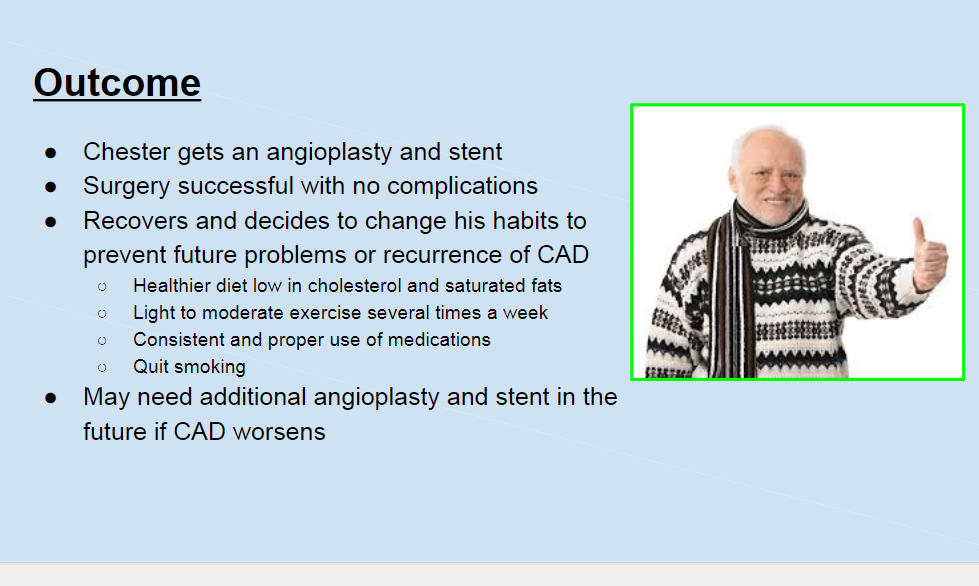 Outcome
● Chester gets an angioplasty and stent
● Surgery successful with no complications
● Recovers and decides to change his habits to
prevent future problems or recurrence of CAD
○ Healthier diet low in cholesterol and saturated fats
○ Light to moderate exercise several times a week
○ Consistent and proper use of medications
○ Quit smoking
● May need additional angioplasty and stent in the
future if CAD worsens